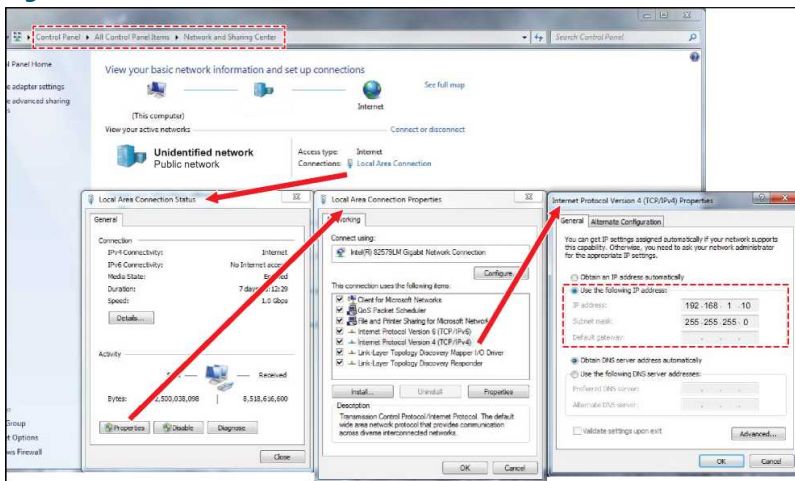 Control Panel ▸ All Control Panel Items ▸ Network and Sharing Center
Search Control Panel
l Panel Home
e adapter settings
e advanced sharing
s
View your basic network information and set up connections
See full map
(This computer)
Internet
View your active networks
Connect or disconnect
Unidentified network
Public network
Access type: Internet
Connections: Local Area Connection
Group
t Options
ws Firewall
Local Area Connection Status
General
Connection
IPv4 Connectivity: Internet
IPv6 Connectivity: No Internet access
Media State: Enabled
Duration: 7 days
:12:29
Speed: 1.0 Gbps
Details...
Activity
Received
Bytes: 2,500,038,098 | 8,518,616,600
Properties
Disable
Diagnose
Close
Local Area Connection Properties
Networking
Connect using:
Intel(R) 82579LM Gigabit Network Connection
Configure...
This connection uses the following items:
Client for Microsoft Networks
QoS Packet Scheduler
File and Printer Sharing for Microsoft Networks
Internet Protocol Version 6 (TCP/IPv6)
Internet Protocol Version 4 (TCP/IPv4)
Link-Layer Topology Discovery Mapper I/O Driver
Link-Layer Topology Discovery Responder
Install...
Uninstall
Properties
Description
Transmission Control Protocol/Internet Protocol. The default
wide area network protocol that provides communication
across diverse interconnected networks.
OK
Cancel
Internet Protocol Version 4 (TCP/IPv4) Properties
General
Alternate Configuration
You can get IP settings assigned automatically if your network supports
this capability. Otherwise, you need to ask your network administrator
for the appropriate IP settings.
Obtain an IP address automatically
Use the following IP address:
IP address: 192 . 168 . 1 . 10
Subnet mask: 255 . 255 . 255 . 0
Default gateway:
Obtain DNS server address automatically
Use the following DNS server addresses:
Preferred DNS server:
Alternate DNS server:
Validate settings upon exit
Advanced...
OK
Cancel